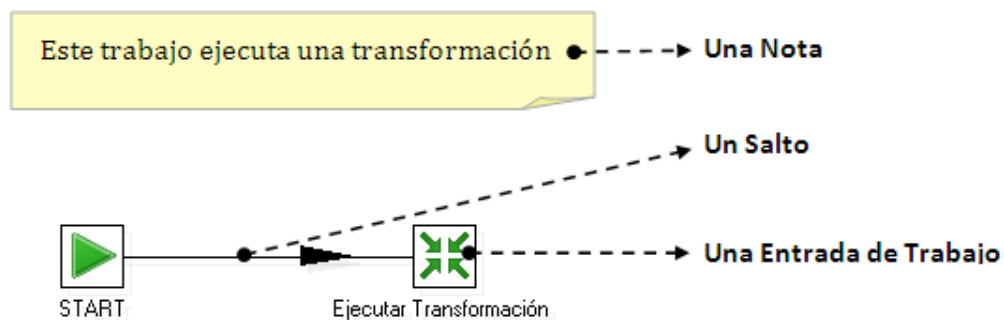 Este trabajo ejecuta una transformación
Una Nota
Un Salto
Una Entrada de Trabajo
START
Ejecutar Transformación